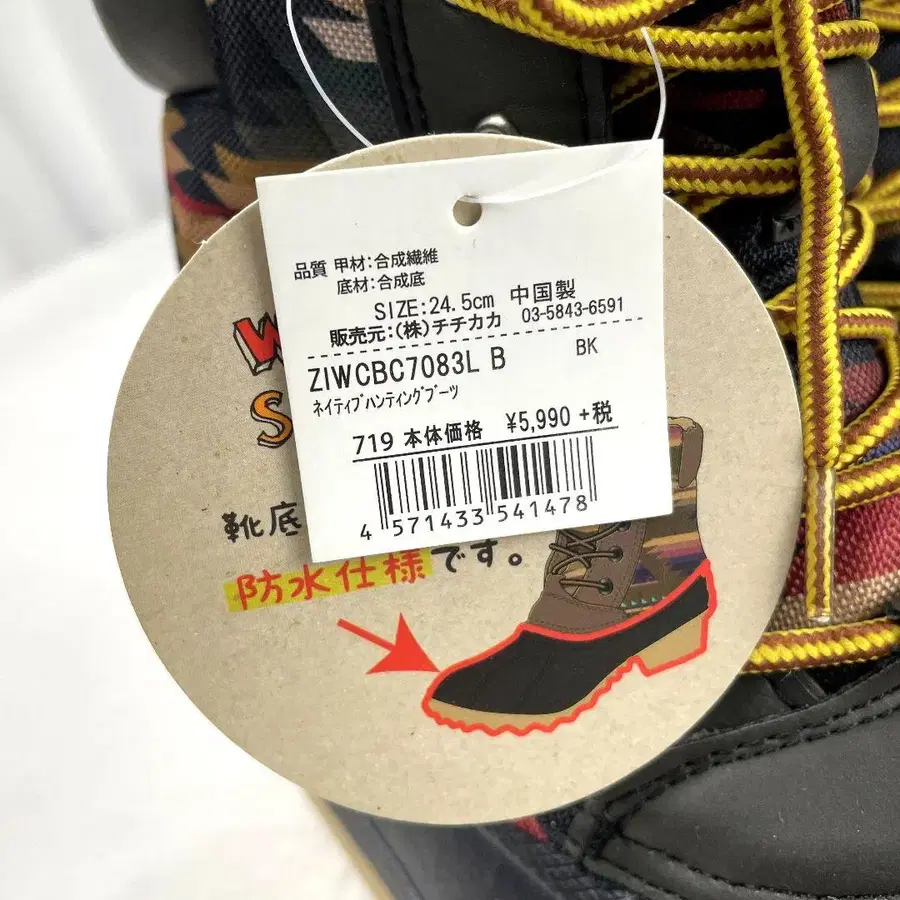 品質 甲材:合成繊維
底材:合成底
SIZE:24.5cm 中国製
販売元:(株)チチカカ 03-5843-6591
ZIWCBC7083L B BK
ネイティブハンティングブーツ
719 本体価格 ¥5,990 +税
4 571433 541478
靴底
防水仕様です。